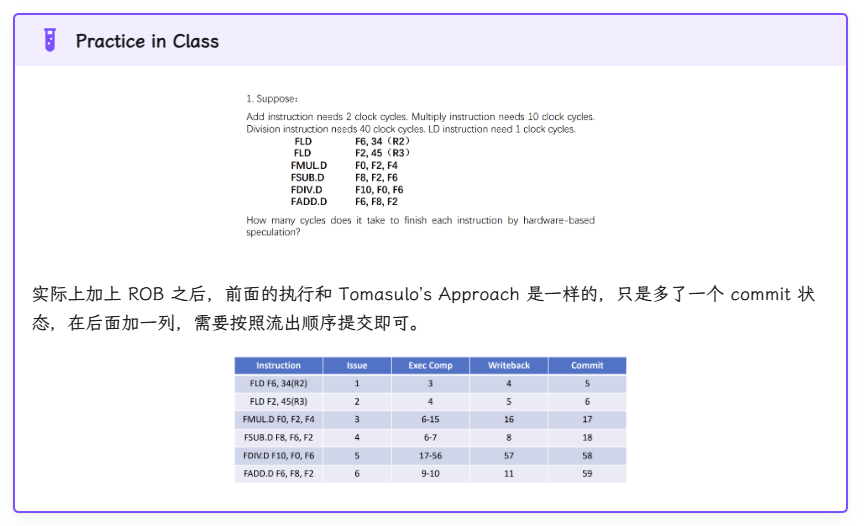 Practice in Class
1. Suppose:
Add instruction needs 2 clock cycles. Multiply instruction needs 10 clock cycles.
Division instruction needs 40 clock cycles. LD instruction need 1 clock cycles.
FLD F6, 34（R2）
FLD F2, 45（R3）
FMUL.D F0, F2, F4
FSUB.D F8, F2, F6
FDIV.D F10, F0, F6
FADD.D F6, F8, F2
How many cycles does it take to finish each instruction by hardware-based
speculation?
实际上加上 ROB 之后，前面的执行和 Tomasulo's Approach 是一样的，只是多了一个 commit 状
态，在后面加一列，需要按照流出顺序提交即可。
Instruction Issue Exec Comp Writeback Commit
FLD F6, 34(R2) 1 3 4 5
FLD F2, 45(R3) 2 4 5 6
FMUL.D F0, F2, F4 3 6-15 16 17
FSUB.D F8, F6, F2 4 6-7 8 18
FDIV.D F10, F0, F6 5 17-56 57 58
FADD.D F6, F8, F2 6 9-10 11 59